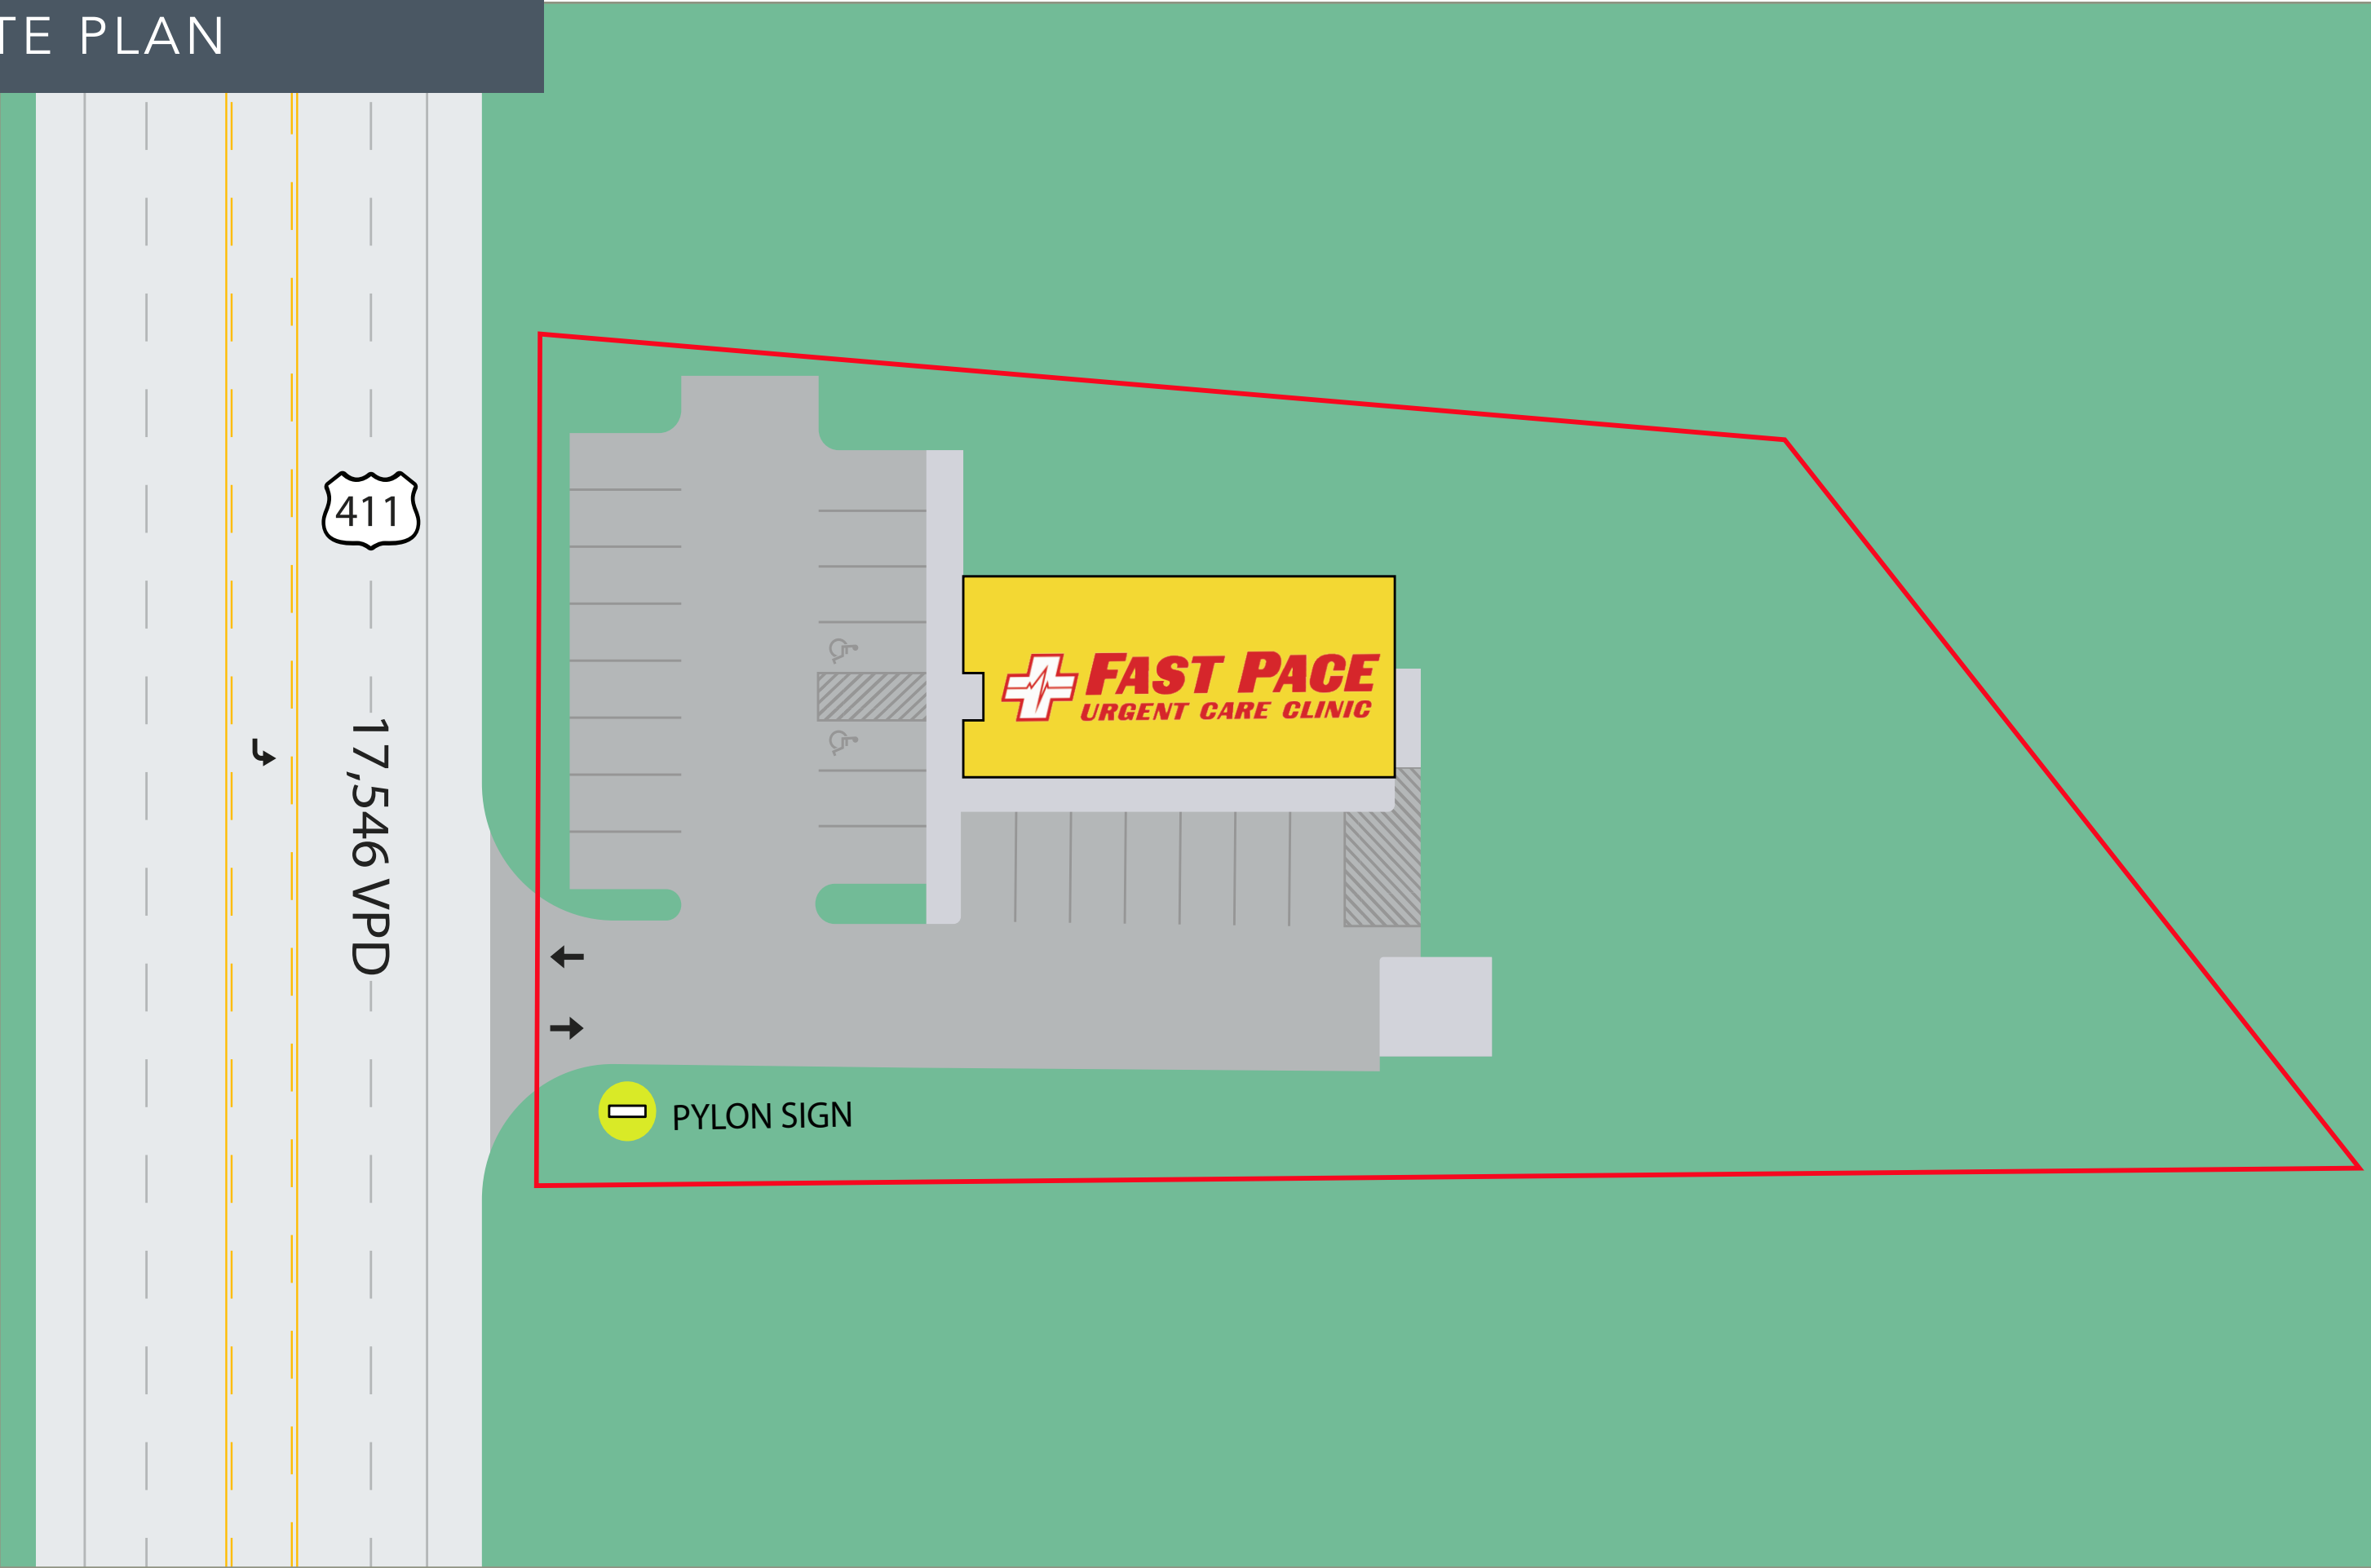 TE PLAN
411
17,546 VPD
FAST PACE
URGENT CARE CLINIC
PYLON SIGN